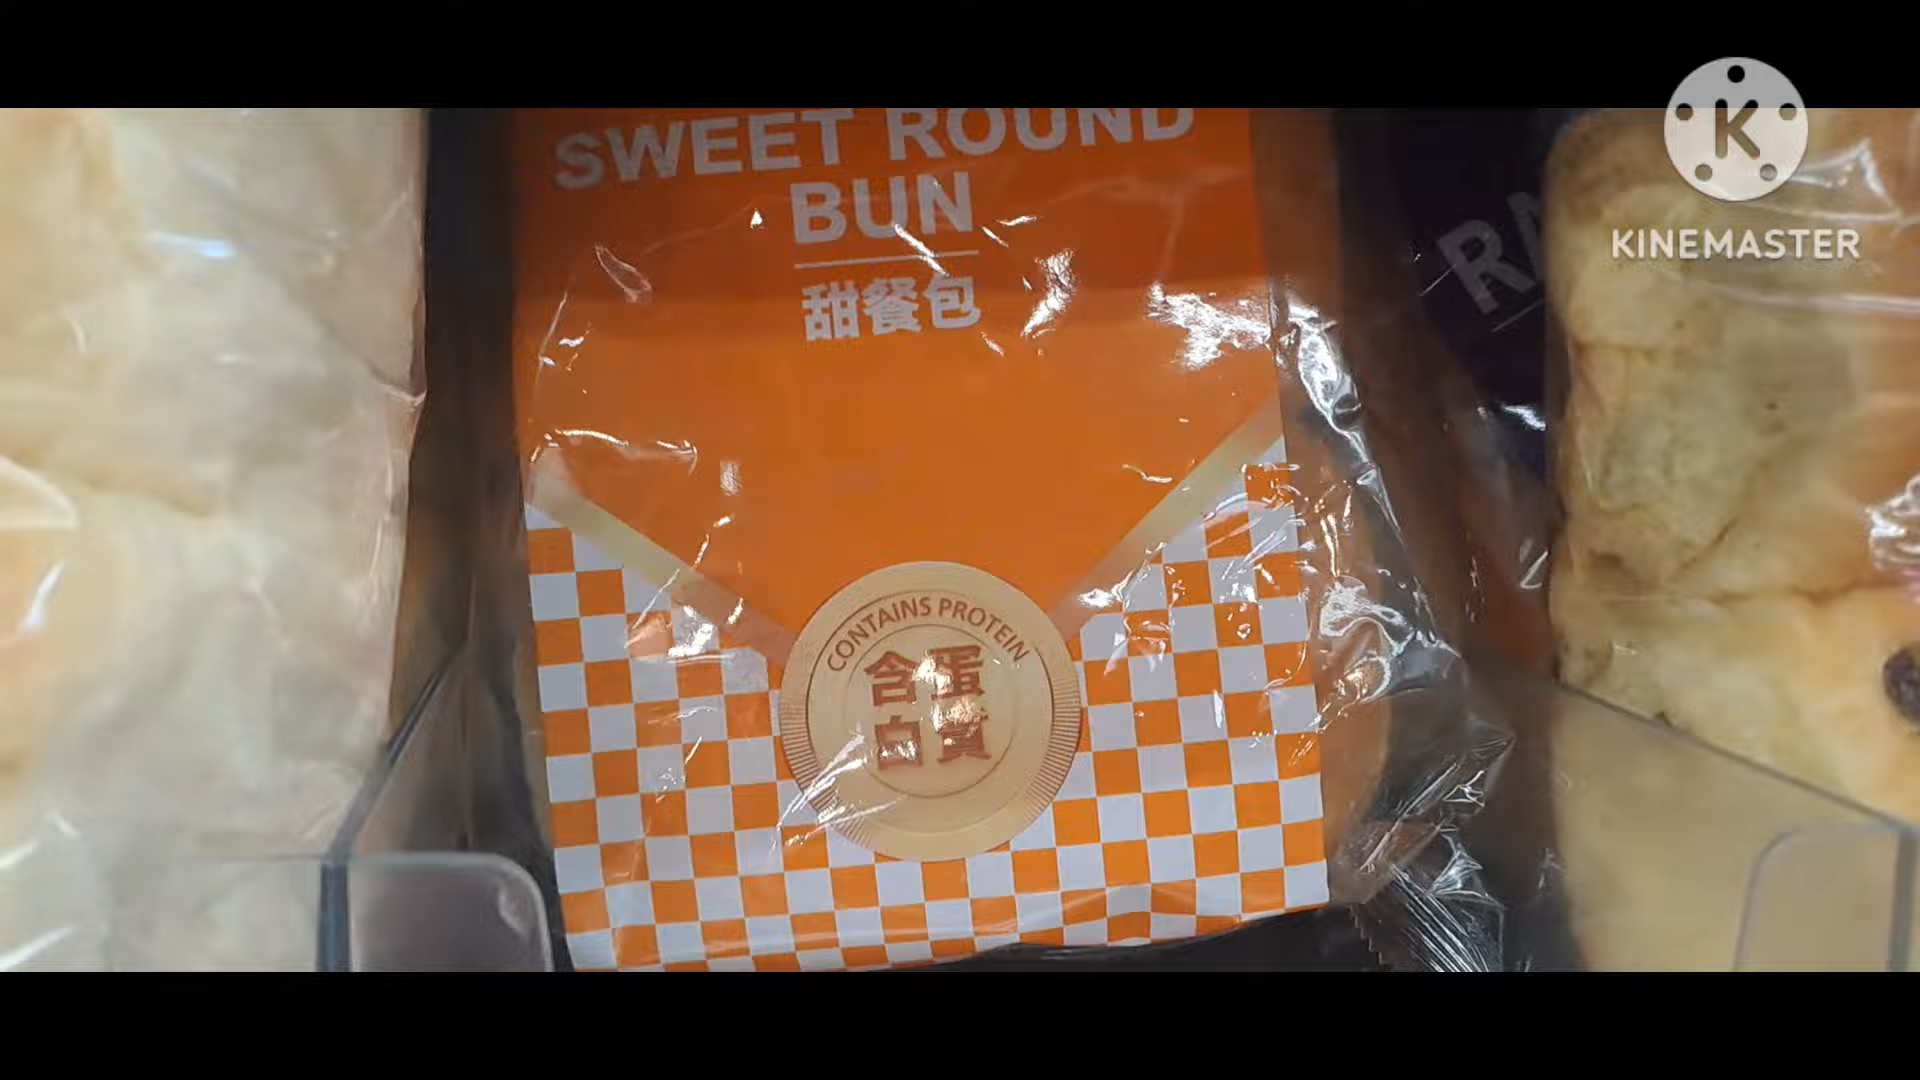 SWEET ROUND
BUN
甜餐包
CONTAINS PROTEIN
含蛋
白質
KINEMASTER